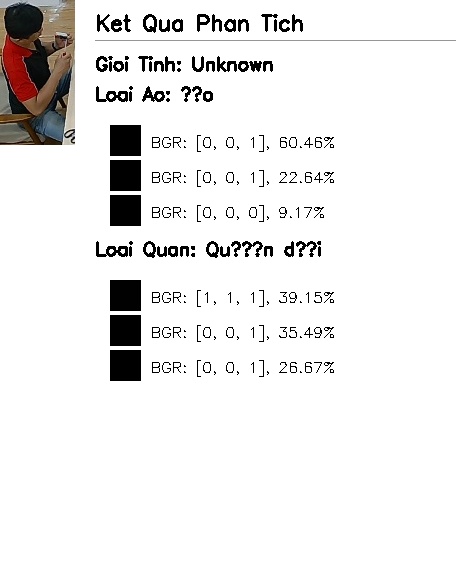 Ket Qua Phan Tich
Gioi Tinh: Unknown
Loai Ao: ??o
BGR: [0, 0, 1], 60.46%
BGR: [0, 0, 1], 22.64%
BGR: [0, 0, 0], 9.17%
Loai Quan: Qu???n d??i
BGR: [1, 1, 1], 39.15%
BGR: [0, 0, 1], 35.49%
BGR: [0, 0, 1], 26.67%